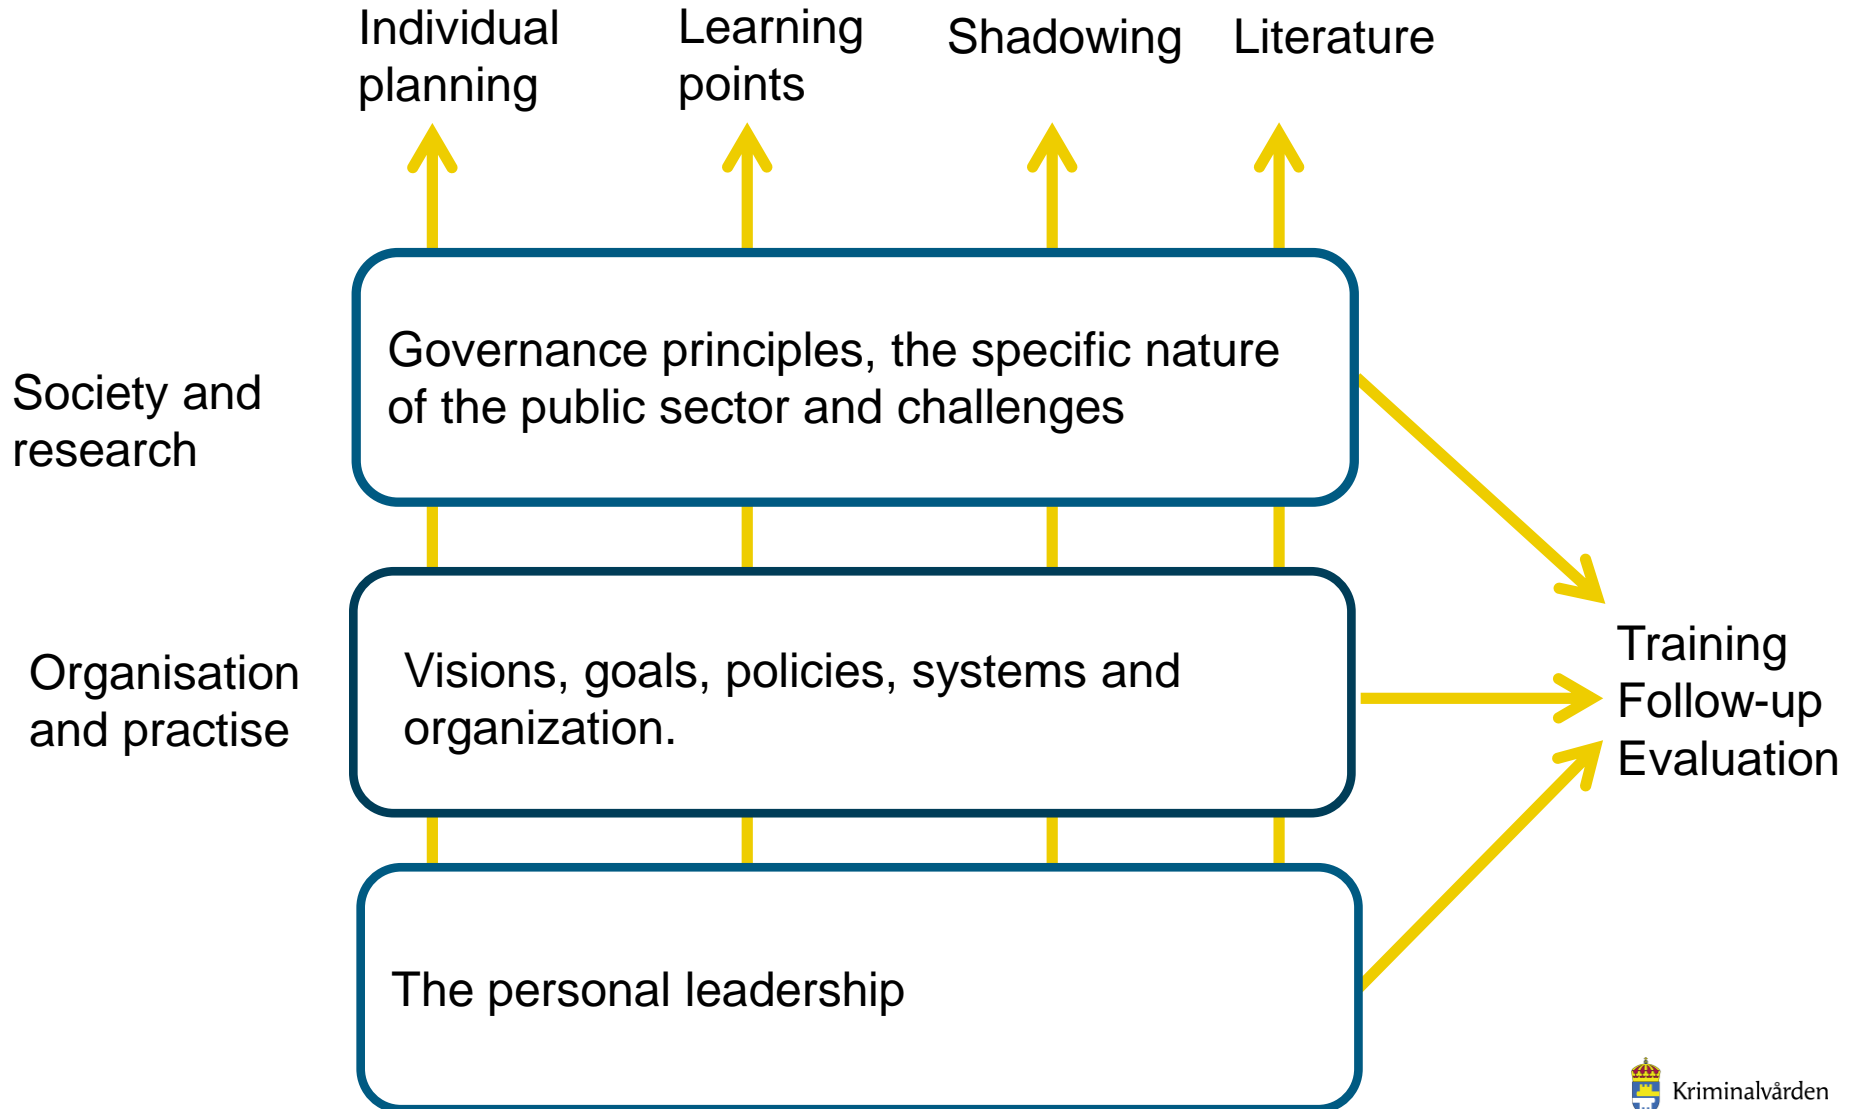 Individual
planning
Learning
points
Shadowing
Literature
Society and
research
Governance principles, the specific nature
of the public sector and challenges
Organisation
and practise
Visions, goals, policies, systems and
organization.
Training
Follow-up
Evaluation
The personal leadership
Kriminalvården